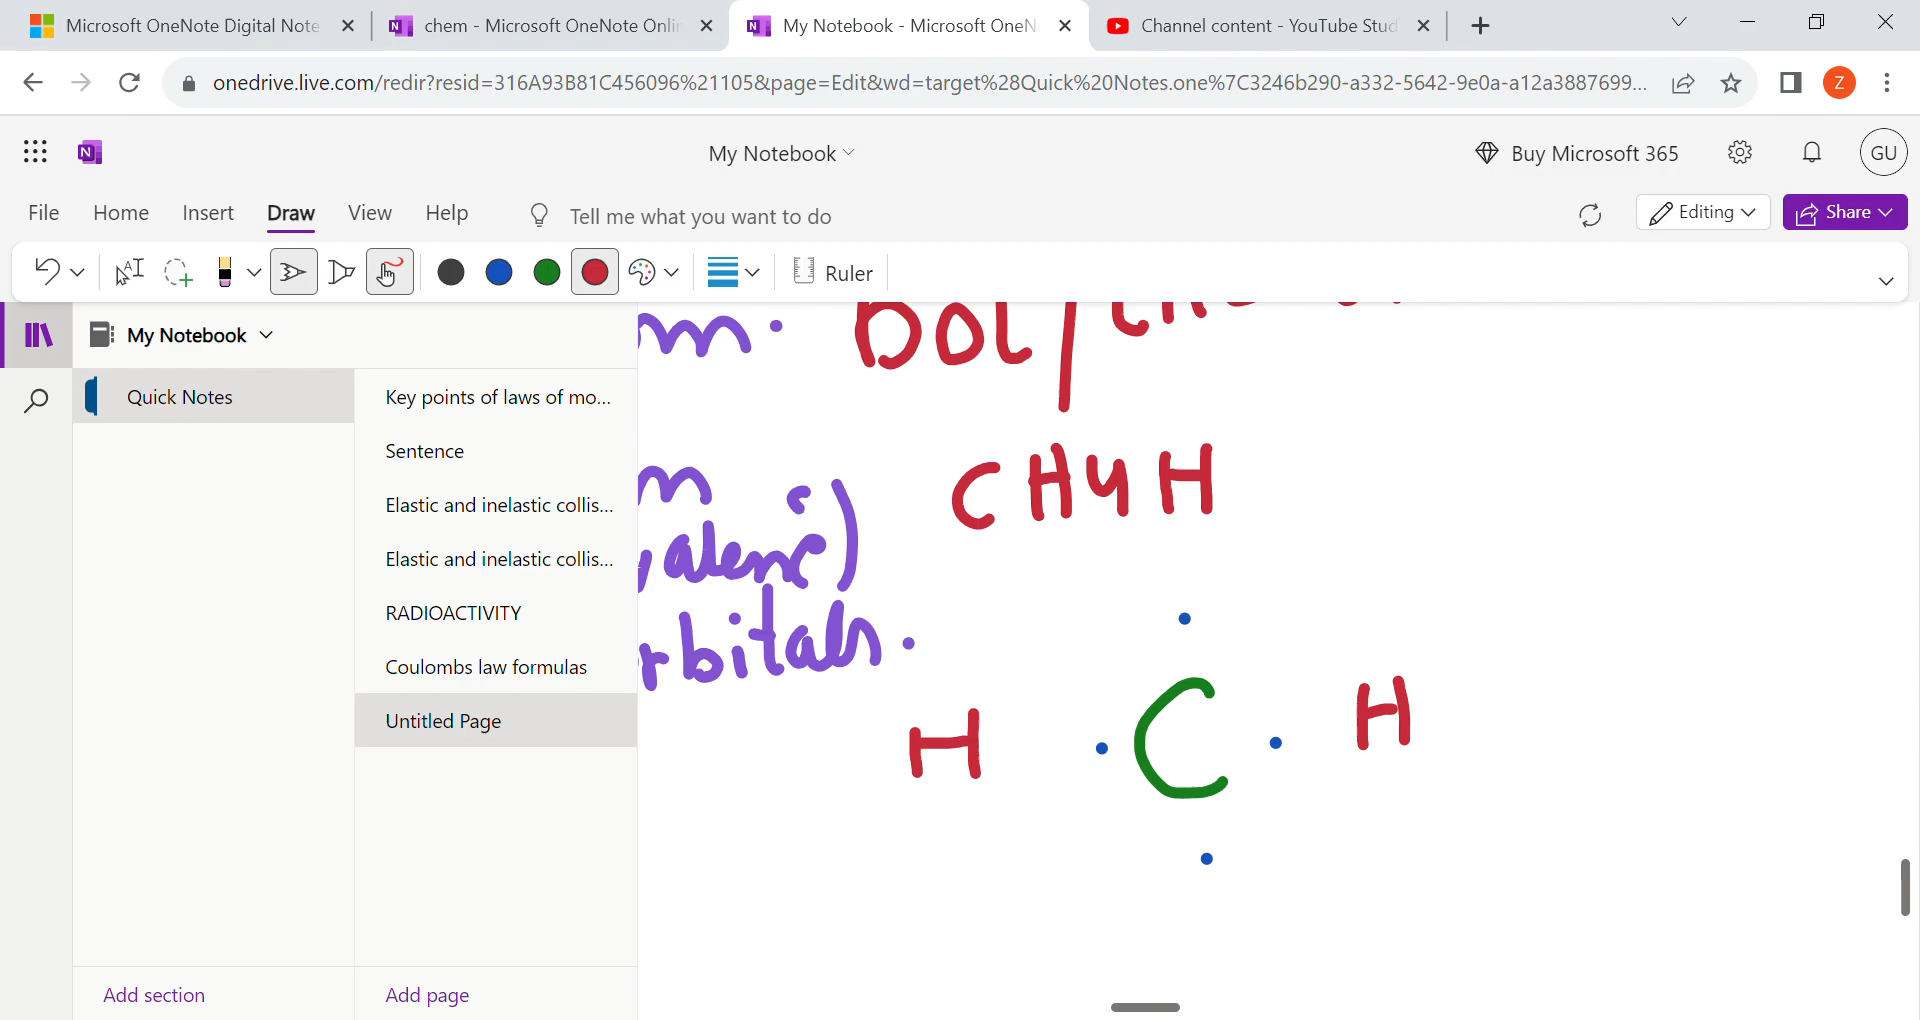 Microsoft OneNote Digital Note
chem - Microsoft OneNote Onli
My Notebook - Microsoft OneN
Channel content - YouTube Stud
onedrive.live.com/redir?resid=316A93B81C456096%21105&page=Edit&wd=target%28Quick%20Notes.one%7C3246b290-a332-5642-9e0a-a12a3887699...
Z
N
My Notebook
Buy Microsoft 365
GU
File Home Insert Draw View Help
Tell me what you want to do
Editing
Share
Ruler
My Notebook
Quick Notes
Key points of laws of mo...
Sentence
Elastic and inelastic collis...
Elastic and inelastic collis...
RADIOACTIVITY
Coulombs law formulas
Untitled Page
Add section
Add page
CH4 H
H C H